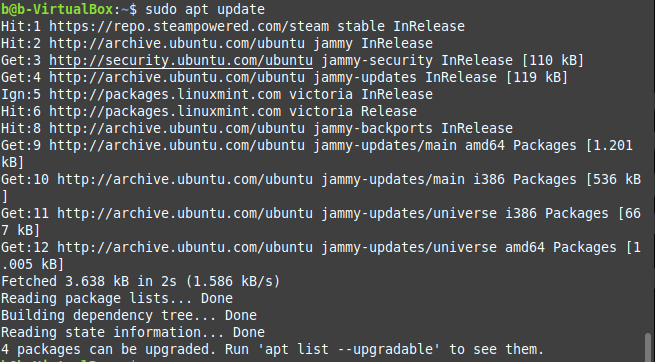 b@b-VirtualBox:~$ sudo apt update
Hit:1 https://repo.steampowered.com/steam stable InRelease
Hit:2 http://archive.ubuntu.com/ubuntu jammy InRelease
Get:3 http://security.ubuntu.com/ubuntu jammy-security InRelease [110 kB]
Get:4 http://archive.ubuntu.com/ubuntu jammy-updates InRelease [119 kB]
Ign:5 http://packages.linuxmint.com victoria InRelease
Hit:6 http://packages.linuxmint.com victoria Release
Hit:8 http://archive.ubuntu.com/ubuntu jammy-backports InRelease
Get:9 http://archive.ubuntu.com/ubuntu jammy-updates/main amd64 Packages [1.201
kB]
Get:10 http://archive.ubuntu.com/ubuntu jammy-updates/main i386 Packages [536 kB
]
Get:11 http://archive.ubuntu.com/ubuntu jammy-updates/universe i386 Packages [66
7 kB]
Get:12 http://archive.ubuntu.com/ubuntu jammy-updates/universe amd64 Packages [1
.005 kB]
Fetched 3.638 kB in 2s (1.586 kB/s)
Reading package lists... Done
Building dependency tree... Done
Reading state information... Done
4 packages can be upgraded. Run 'apt list --upgradable' to see them.